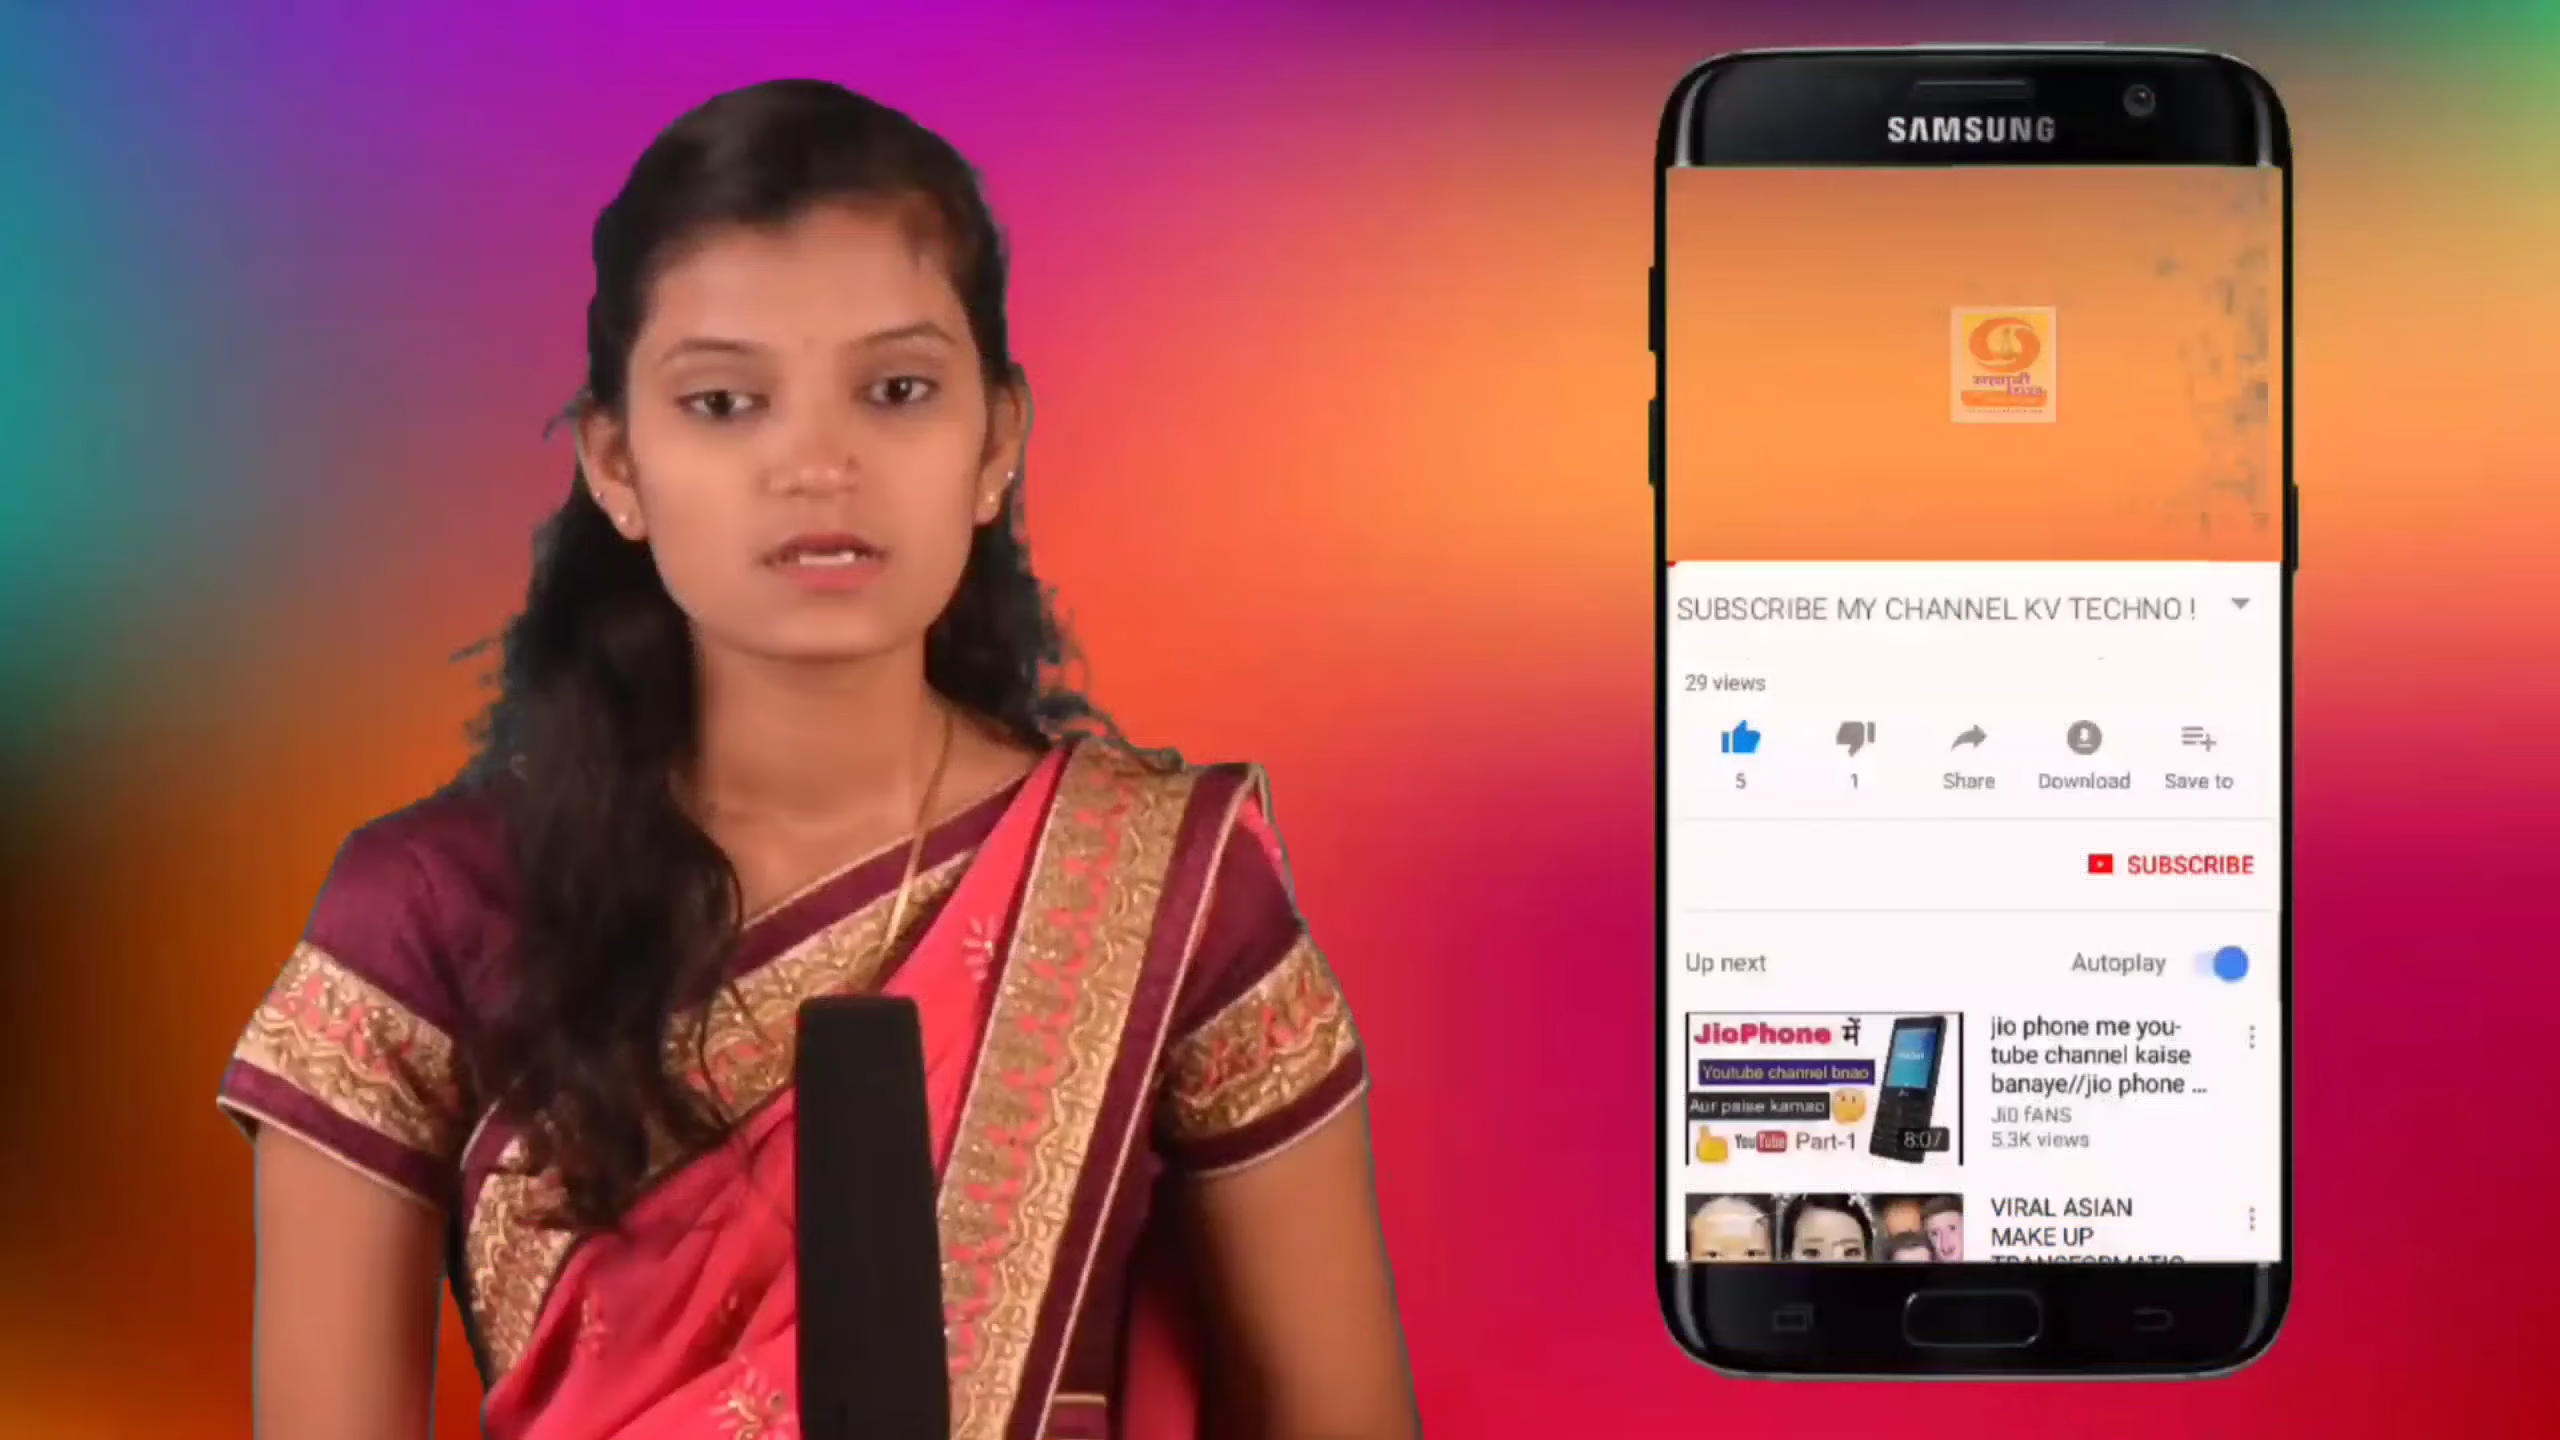 SAMSUNG
सह्याद्री
SUBSCRIBE MY CHANNEL KV TECHNO !
29 views
5
1
Share
Download
Save to
SUBSCRIBE
Up next
Autoplay
JioPhone में
Youtube channel bnao
Aur paise kamao
YouTube Part-1
8:07
jio phone me you-
tube channel kaise
banaye//jio phone ...
JiO fANS
5.3K views
VIRAL ASIAN
MAKE UP
TRANSFORMATIO